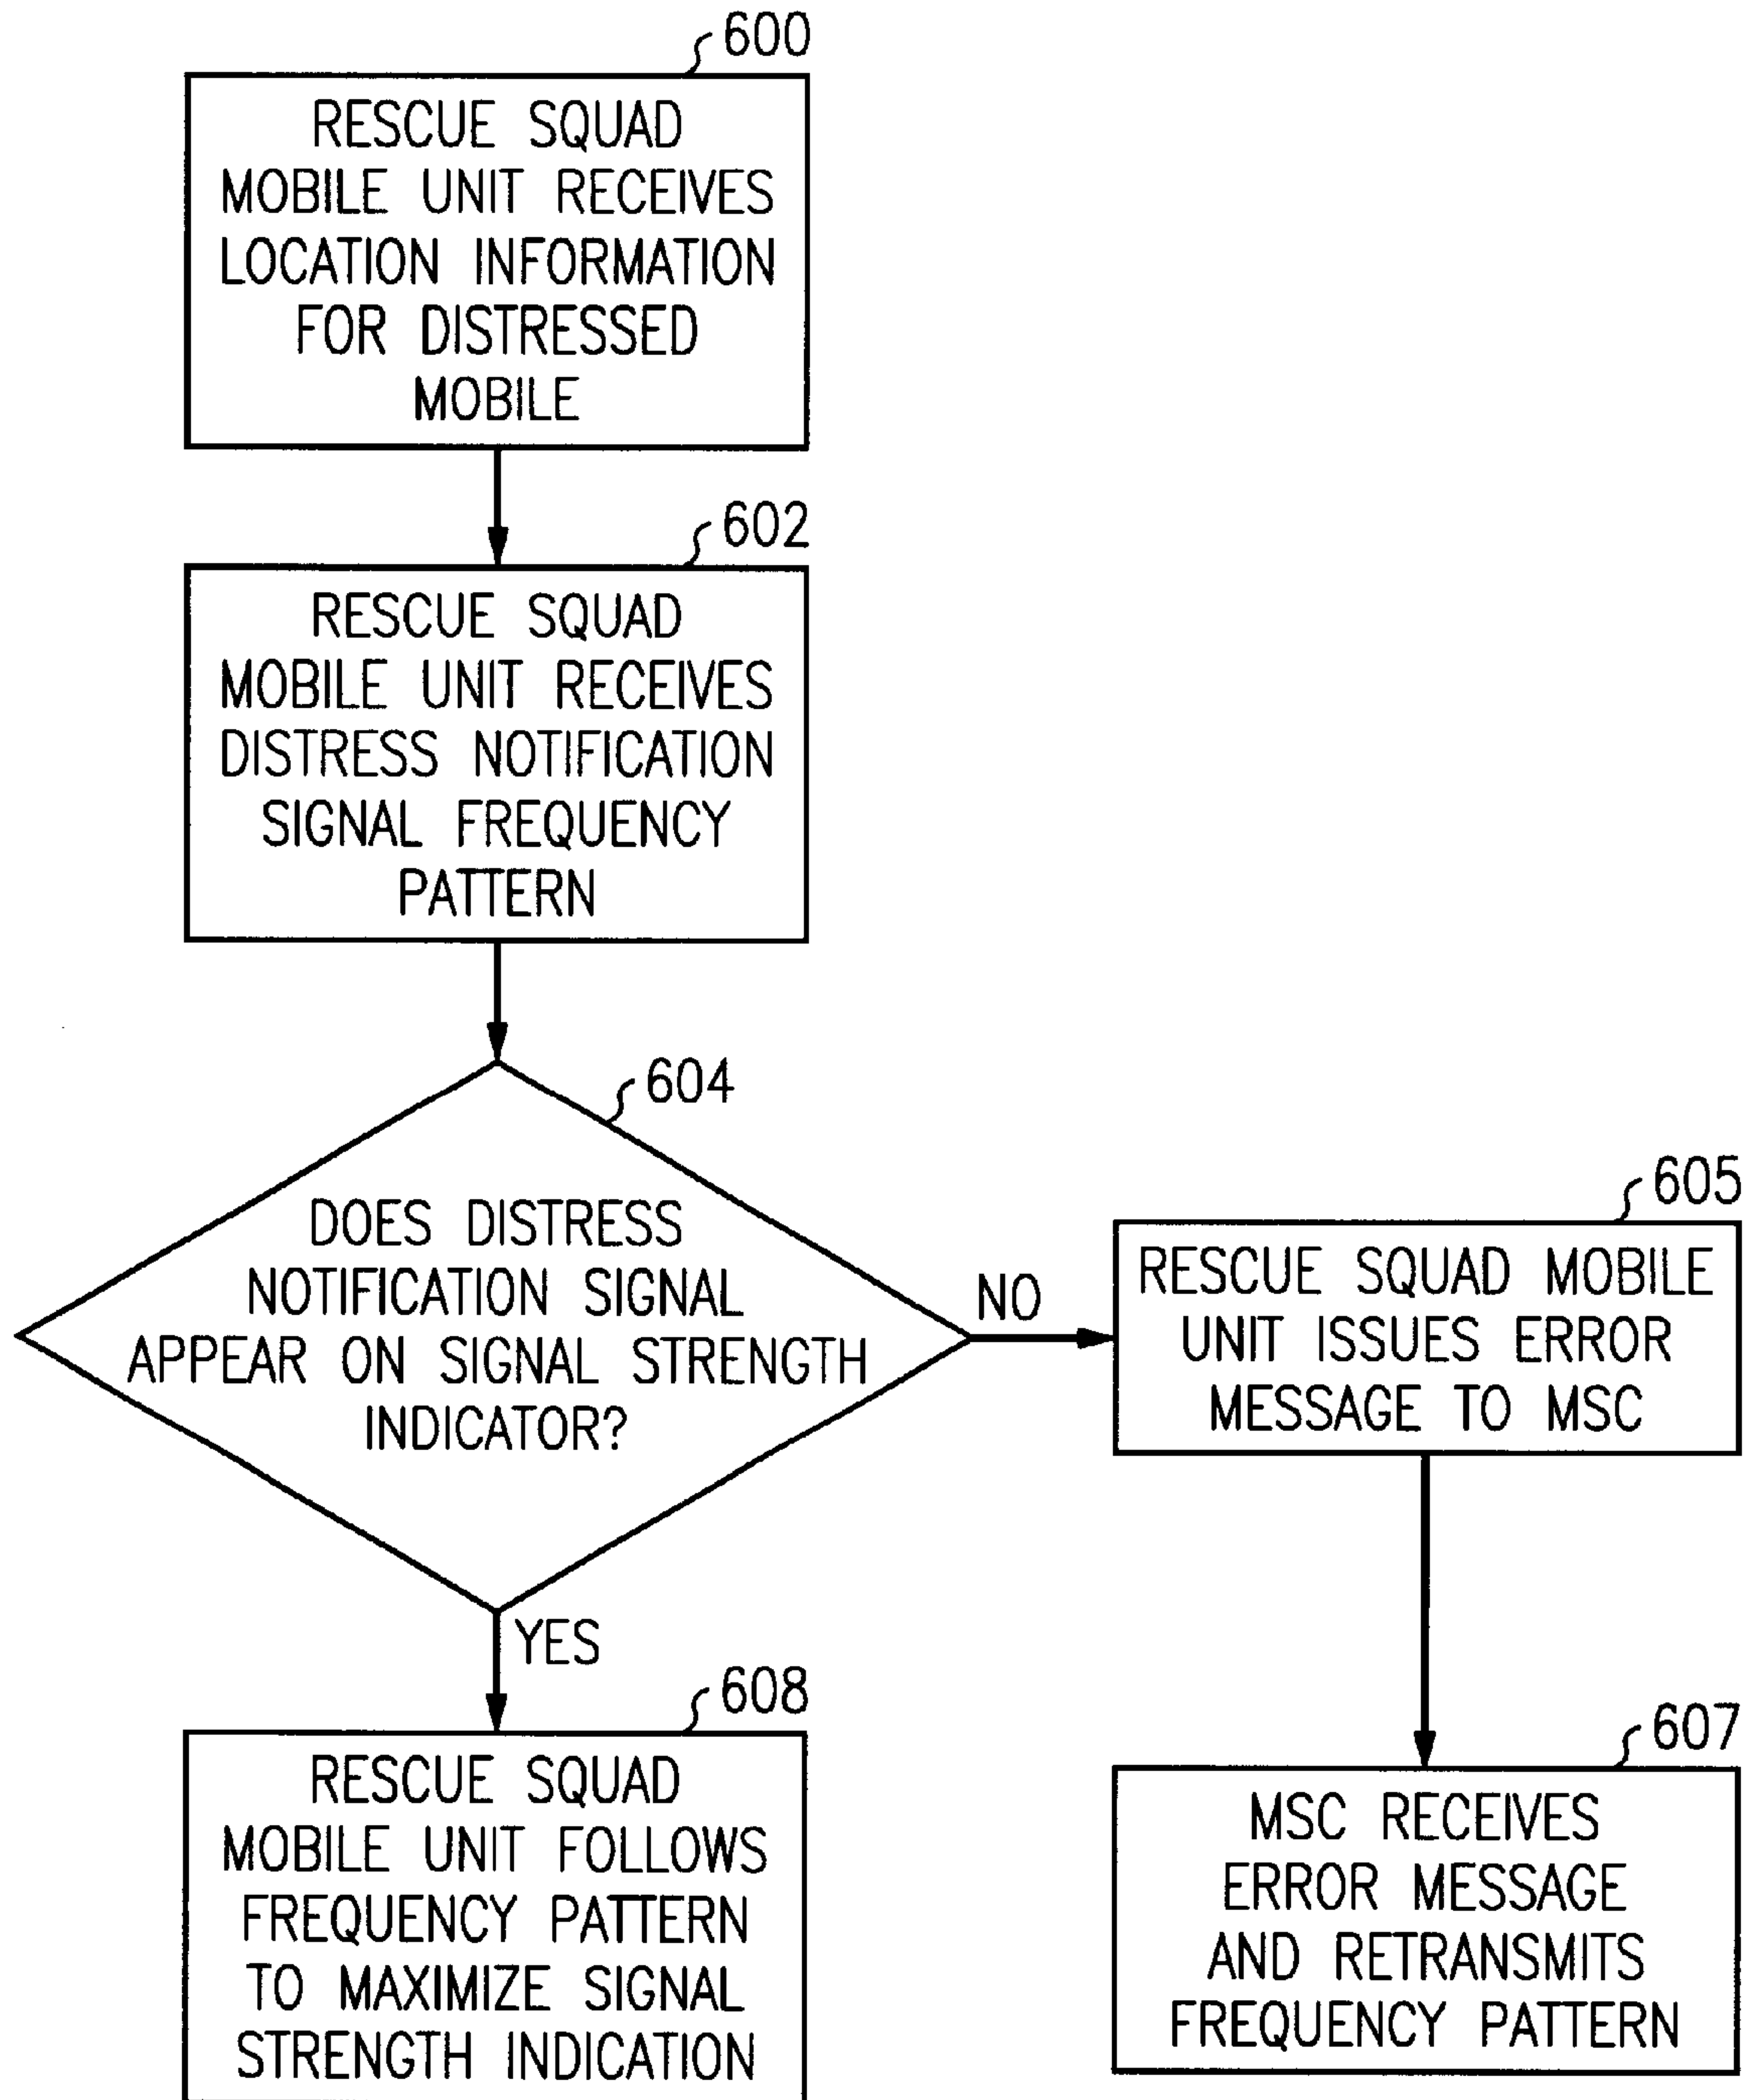 600
RESCUE SQUAD
MOBILE UNIT RECEIVES
LOCATION INFORMATION
FOR DISTRESSED
MOBILE
602
RESCUE SQUAD
MOBILE UNIT RECEIVES
DISTRESS NOTIFICATION
SIGNAL FREQUENCY
PATTERN
604
DOES DISTRESS
NOTIFICATION SIGNAL
APPEAR ON SIGNAL STRENGTH
INDICATOR?
NO
605
RESCUE SQUAD MOBILE
UNIT ISSUES ERROR
MESSAGE TO MSC
YES
608
RESCUE SQUAD
MOBILE UNIT FOLLOWS
FREQUENCY PATTERN
TO MAXIMIZE SIGNAL
STRENGTH INDICATION
607
MSC RECEIVES
ERROR MESSAGE
AND RETRANSMITS
FREQUENCY PATTERN